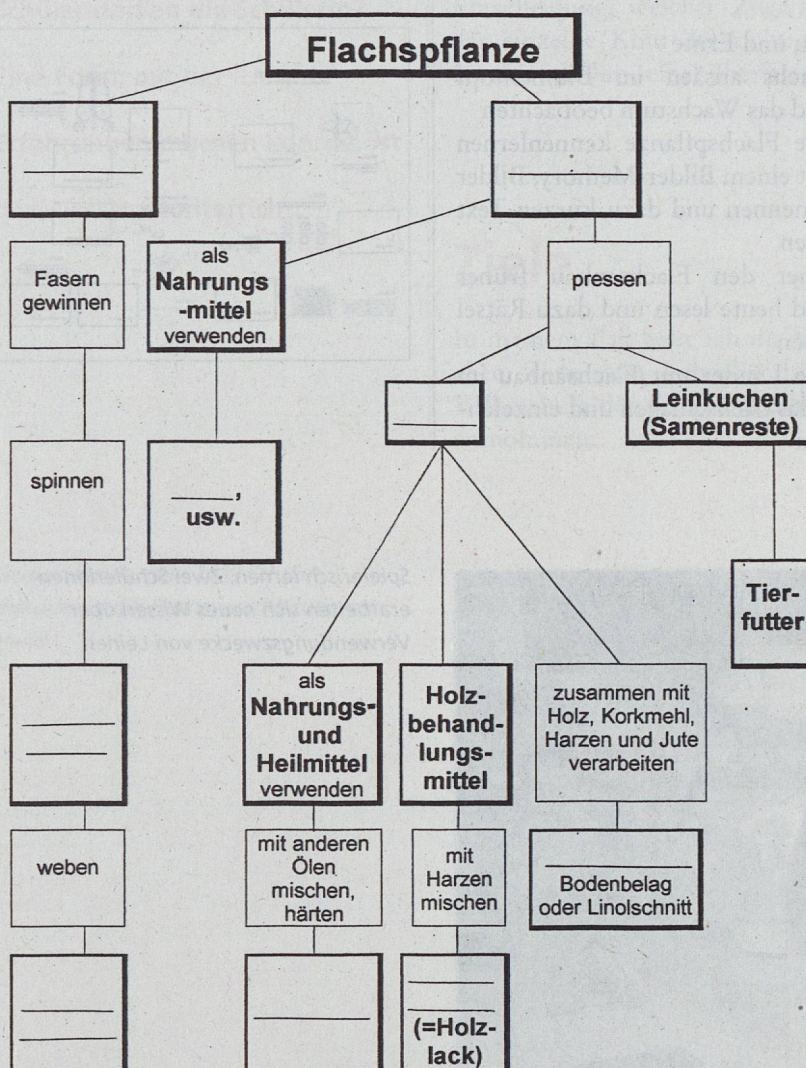 Flachspflanze
Fasern
gewinnen
als
Nahrungs
-mittel
verwenden
pressen
Leinkuchen
(Samenreste)
spinnen
______,
usw.
Tier-
futter
als
Nahrungs-
und
Heilmittel
verwenden
Holz-
behand-
lungs-
mittel
zusammen mit
Holz, Korkmehl,
Harzen und Jute
verarbeiten
weben
mit anderen
Ölen
mischen,
härten
mit
Harzen
mischen
Bodenbelag
oder Linolschnitt
(=Holz-
lack)